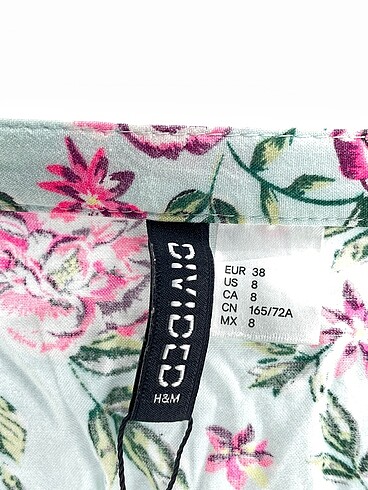 DIVIDED
H&M
EUR 38
US 8
CA 8
CN 165/72A
MX 8